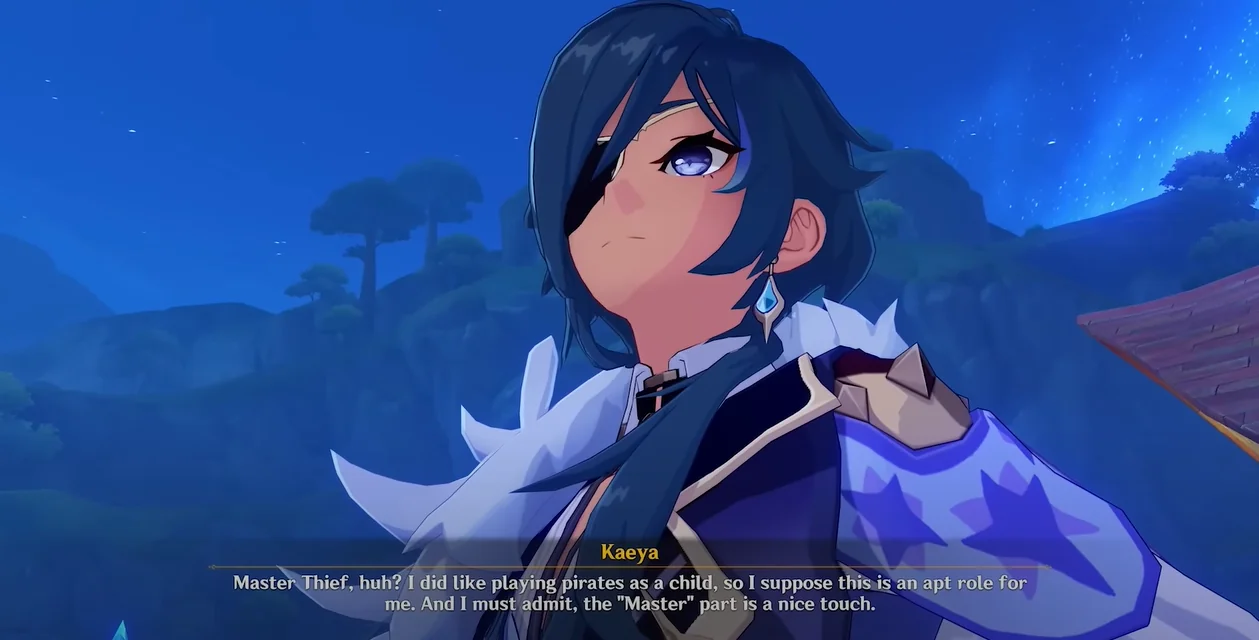 Kaeya
Master Thief, huh? I did like playing pirates as a child, so I suppose this is an apt role for
me. And I must admit, the "Master" part is a nice touch.